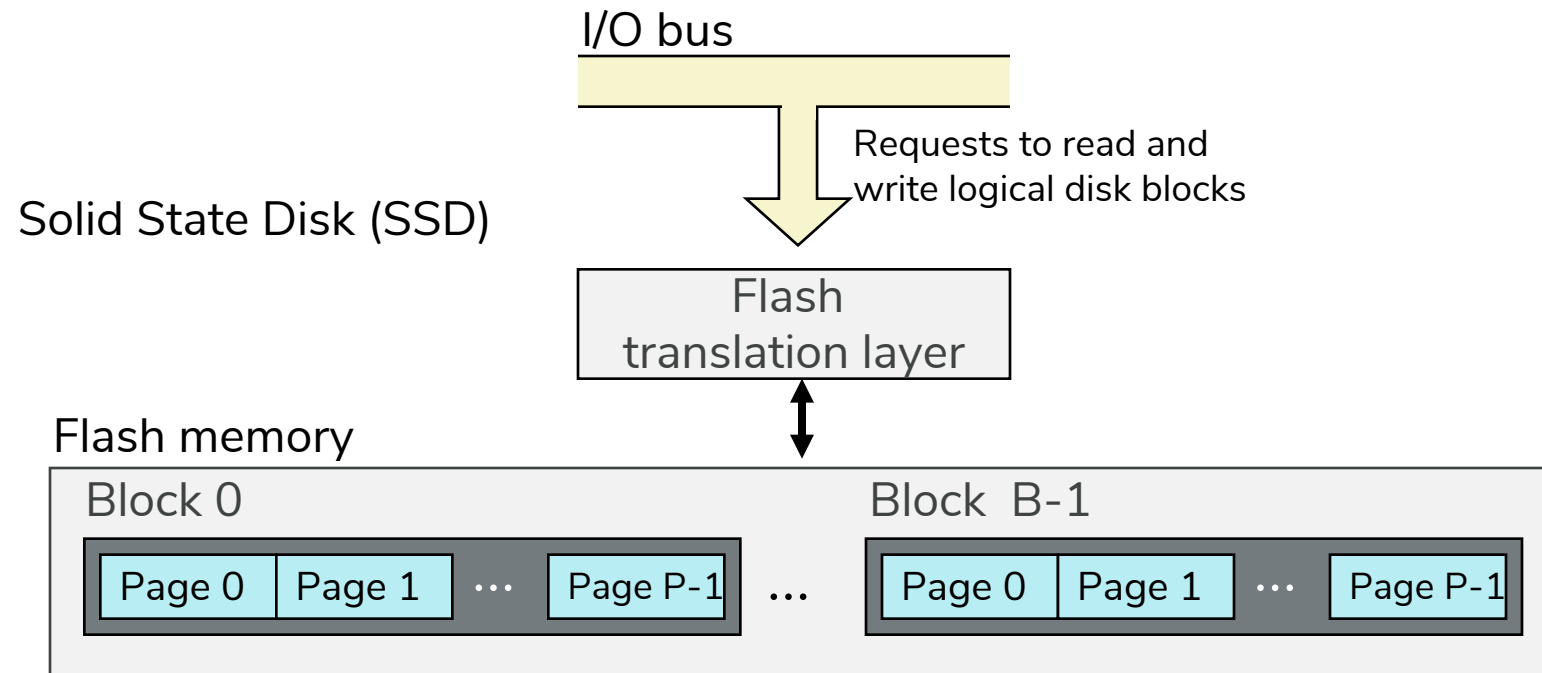 I/O bus
Requests to read and
write logical disk blocks
Solid State Disk (SSD)
Flash
translation layer
Flash memory
Block 0
Block B-1
Page 0 Page 1 ... Page P-1 ... Page 0 Page 1 ... Page P-1